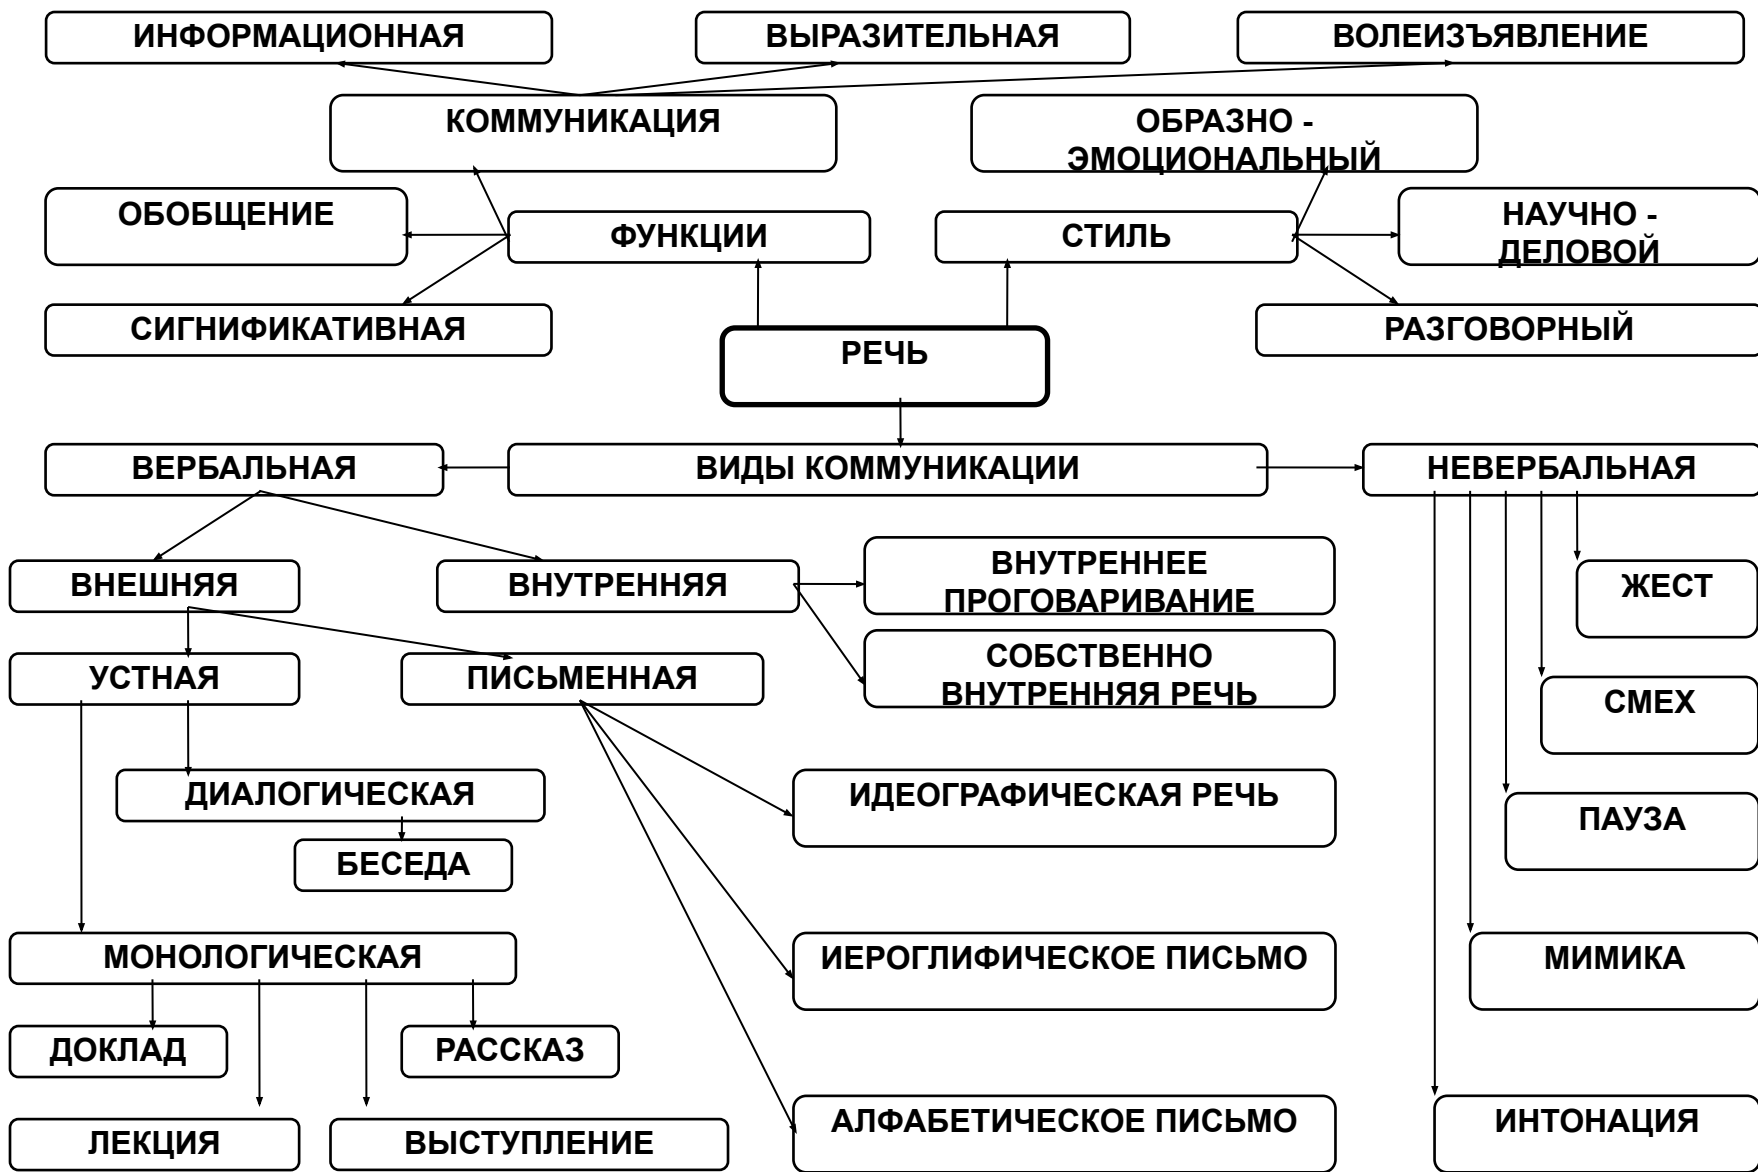 ИНФОРМАЦИОННАЯ
ВЫРАЗИТЕЛЬНАЯ
ВОЛЕИЗЪЯВЛЕНИЕ
КОММУНИКАЦИЯ
ОБРАЗНО -
ЭМОЦИОНАЛЬНЫЙ
ОБОБЩЕНИЕ
ФУНКЦИИ
СТИЛЬ
НАУЧНО -
ДЕЛОВОЙ
СИГНИФИКАТИВНАЯ
РАЗГОВОРНЫЙ
РЕЧЬ
ВЕРБАЛЬНАЯ
ВИДЫ КОММУНИКАЦИИ
НЕВЕРБАЛЬНАЯ
ВНЕШНЯЯ
ВНУТРЕННЯЯ
ВНУТРЕННЕЕ
ПРОГОВАРИВАНИЕ
ЖЕСТ
УСТНАЯ
ПИСЬМЕННАЯ
СОБСТВЕННО
ВНУТРЕННЯЯ РЕЧЬ
СМЕХ
ДИАЛОГИЧЕСКАЯ
ИДЕОГРАФИЧЕСКАЯ РЕЧЬ
ПАУЗА
БЕСЕДА
МОНОЛОГИЧЕСКАЯ
ИЕРОГЛИФИЧЕСКОЕ ПИСЬМО
МИМИКА
ДОКЛАД
РАССКАЗ
ЛЕКЦИЯ
ВЫСТУПЛЕНИЕ
АЛФАБЕТИЧЕСКОЕ ПИСЬМО
ИНТОНАЦИЯ